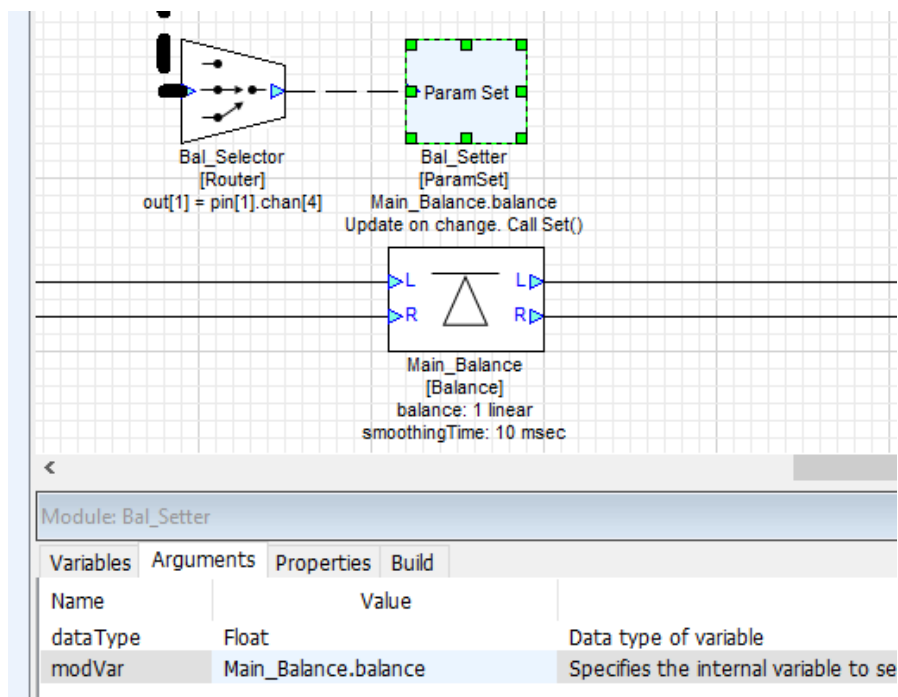 Param Set
Bal_Selector
[Router]
out[1] = pin[1].chan[4]
Bal_Setter
[ParamSet]
Main_Balance.balance
Update on change. Call Set()
L L
R R
Main_Balance
[Balance]
balance: 1 linear
smoothingTime: 10 msec
<
Module: Bal_Setter
Variables Arguments Properties Build
Name Value
dataType Float Data type of variable
modVar Main_Balance.balance Specifies the internal variable to se